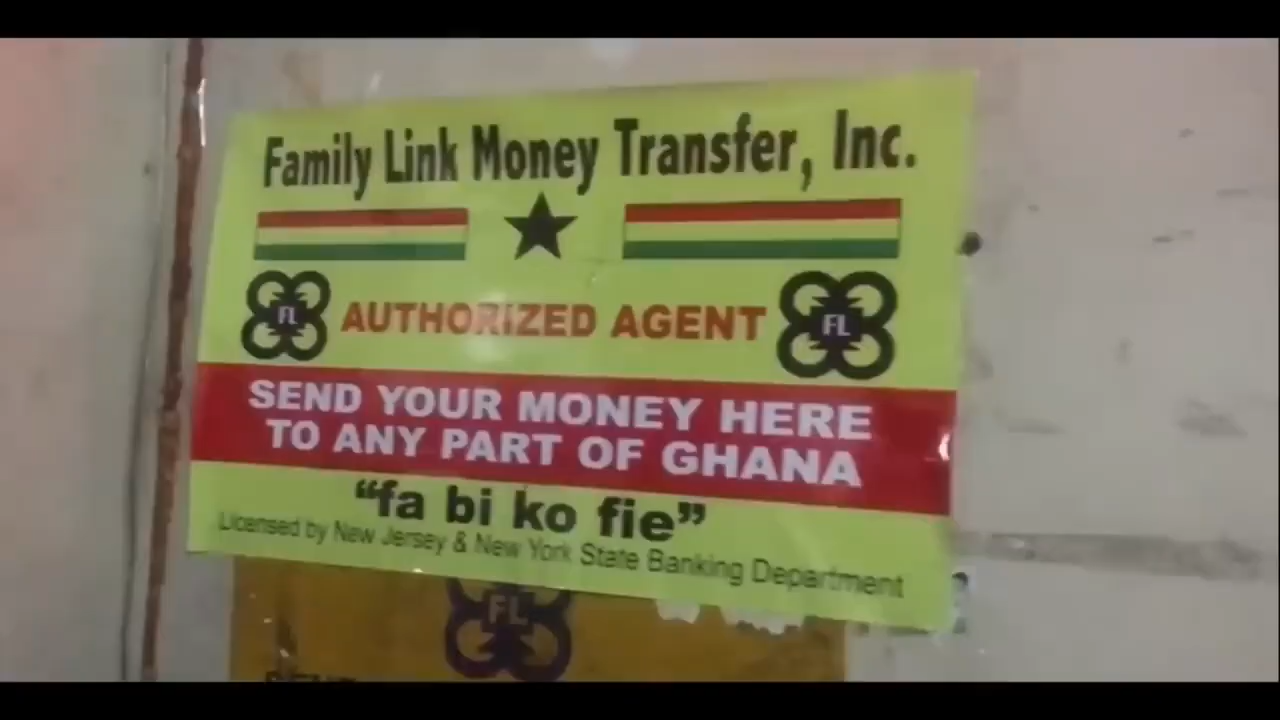 Family Link Money Transfer, Inc.
FL
AUTHORIZED AGENT
FL
SEND YOUR MONEY HERE
TO ANY PART OF GHANA
“fa bi ko fie”
Licensed by New Jersey & New York State Banking Department
FL